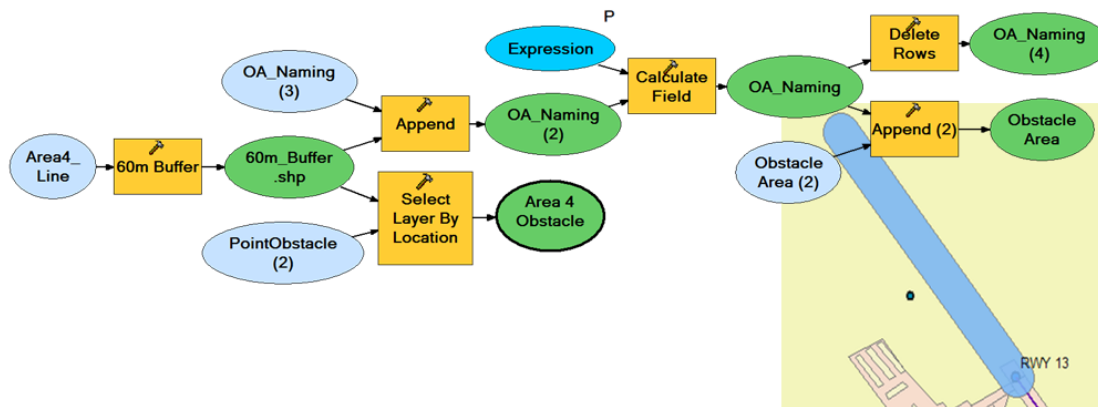 Area4_
Line
60m Buffer
OA_Naming
(3)
60m_Buffer
.shp
PointObstacle
(2)
Append
Select
Layer By
Location
OA_Naming
(2)
Area 4
Obstacle
P
Expression
Calculate
Field
OA_Naming
Delete
Rows
OA_Naming
(4)
Append (2)
Obstacle
Area (2)
Obstacle
Area
RWY 13